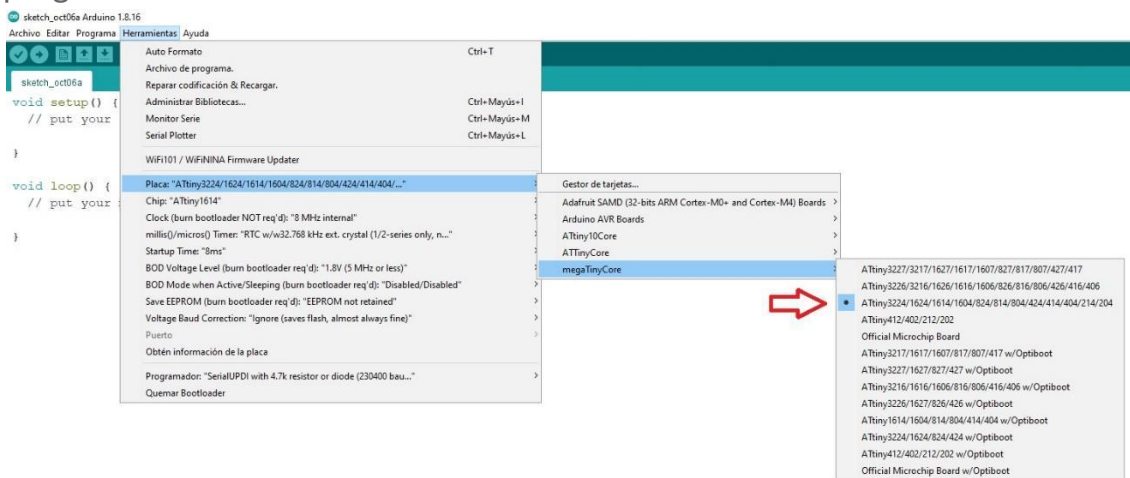 sketch_oct06a Arduino 1.8.16
Archivo Editar Programa Herramientas Ayuda
sketch_oct06a
void setup() {
// put your
}
void loop() {
// put your
}
Auto Formato Ctrl+T
Archivo de programa.
Reparar codificación & Recargar.
Administrar Bibliotecas... Ctrl+Mayús+I
Monitor Serie Ctrl+Mayús+M
Serial Plotter Ctrl+Mayús+L
WiFi101 / WiFiNINA Firmware Updater
Placa: "ATtiny3224/1624/1614/1604/824/814/804/424/414/404/..."
Chip: "ATtiny1614"
Clock (burn bootloader NOT req'd): "8 MHz internal"
millis()/micros() Timer: "RTC w/w32.768 kHz ext. crystal (1/2-series only, n..."
Startup Time: "8ms"
BOD Voltage Level (burn bootloader req'd): "1.8V (5 MHz or less)"
BOD Mode when Active/Sleeping (burn bootloader req'd): "Disabled/Disabled"
Save EEPROM (burn bootloader req'd): "EEPROM not retained"
Voltage Baud Correction: "Ignore (saves flash, almost always fine)"
Puerto
Obtén información de la placa
Programador: "SerialUPDI with 4.7k resistor or diode (230400 bau..."
Quemar Bootloader
Gestor de tarjetas...
Adafruit SAMD (32-bits ARM Cortex-M0+ and Cortex-M4) Boards
Arduino AVR Boards
ATtiny10Core
ATTinyCore
megaTinyCore
ATtiny3227/3217/1627/1617/1607/827/817/807/427/417
ATtiny3226/3216/1626/1616/1606/826/816/806/426/416/406
ATtiny3224/1624/1614/1604/824/814/804/424/414/404/214/204
ATtiny412/402/212/202
Official Microchip Board
ATtiny3217/1617/1607/817/807/417 w/Optiboot
ATtiny3227/1627/827/427 w/Optiboot
ATtiny3216/1616/1606/816/806/416/406 w/Optiboot
ATtiny3226/1627/826/426 w/Optiboot
ATtiny1614/1604/814/804/414/404 w/Optiboot
ATtiny3224/1624/824/424 w/Optiboot
ATtiny412/402/212/202 w/Optiboot
Official Microchip Board w/Optiboot